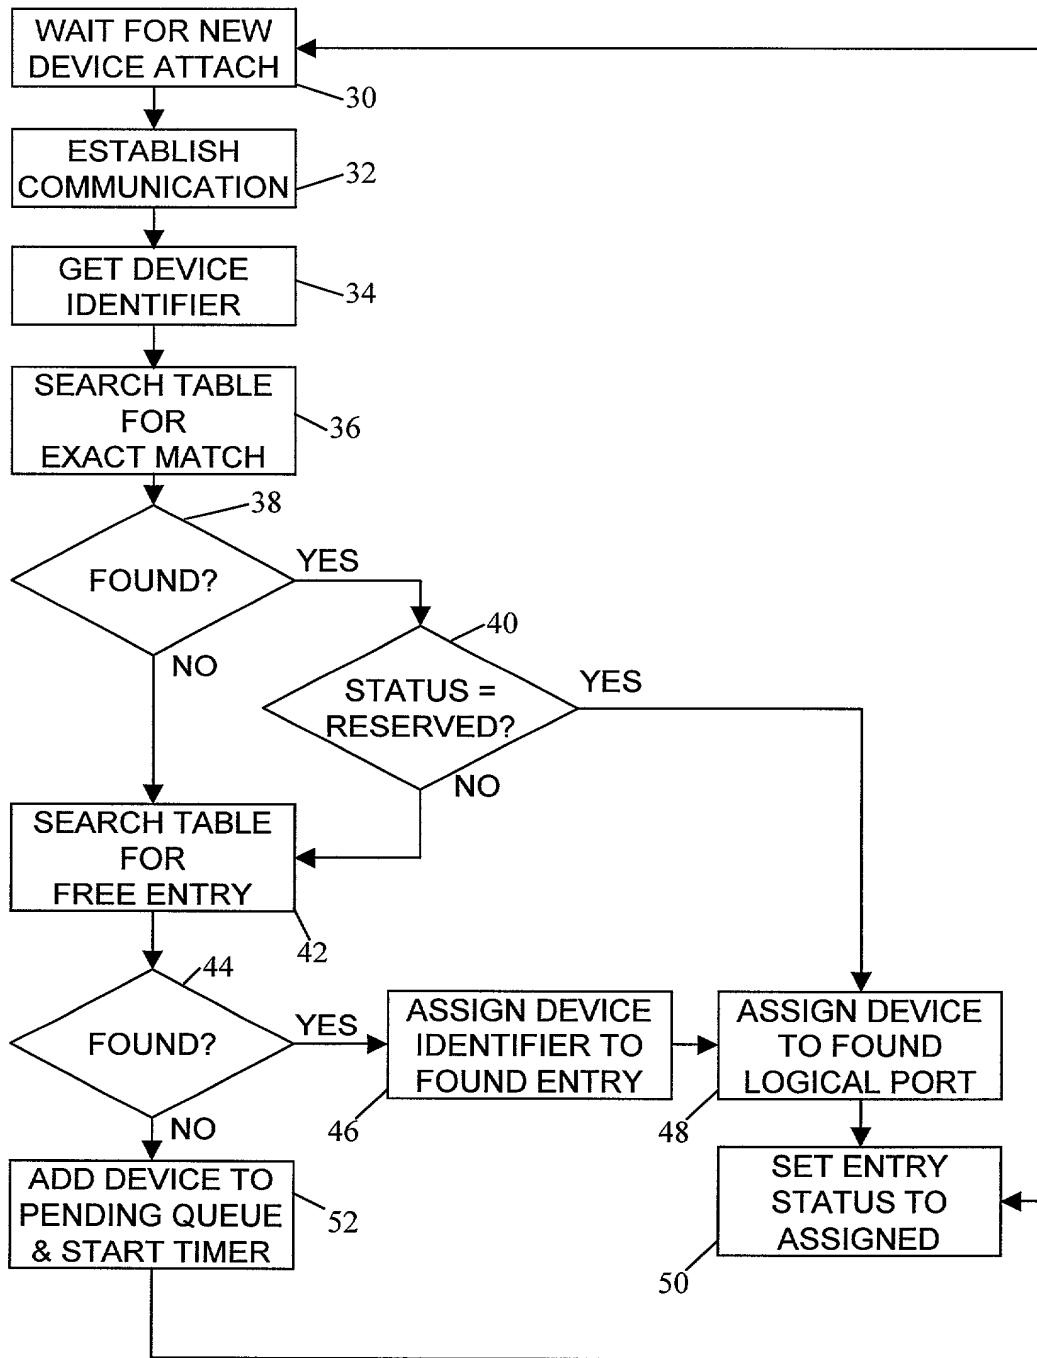 WAIT FOR NEW
DEVICE ATTACH
30
ESTABLISH
COMMUNICATION
32
GET DEVICE
IDENTIFIER
34
SEARCH TABLE
FOR
EXACT MATCH
36
38
FOUND?
YES
NO
40
STATUS =
RESERVED?
YES
NO
SEARCH TABLE
FOR
FREE ENTRY
42
44
FOUND?
YES
NO
ASSIGN DEVICE
IDENTIFIER TO
FOUND ENTRY
46
ASSIGN DEVICE
TO FOUND
LOGICAL PORT
48
ADD DEVICE TO
PENDING QUEUE
& START TIMER
52
SET ENTRY
STATUS TO
ASSIGNED
50